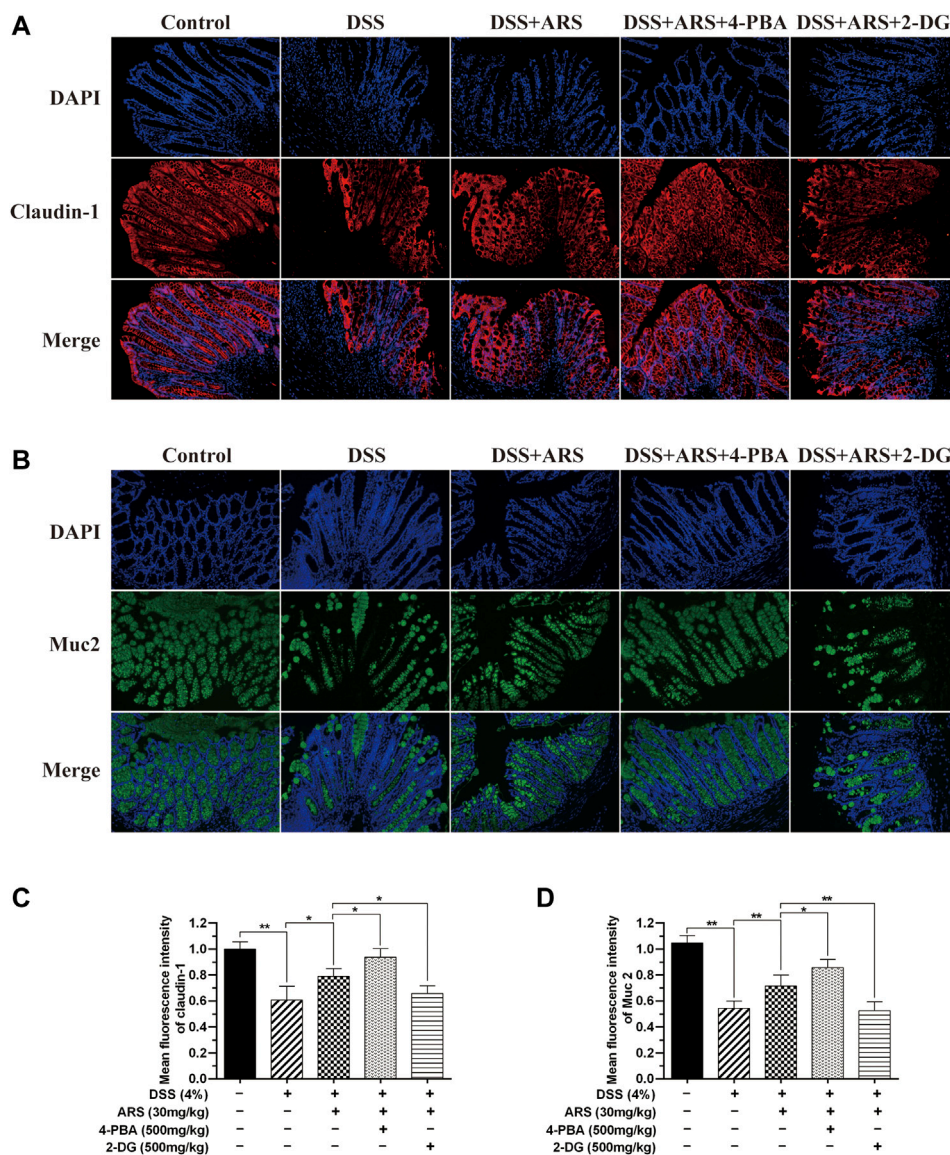 A
Control DSS DSS+ARS DSS+ARS+4-PBA DSS+ARS+2-DG
DAPI
Claudin-1
Merge
B
Control DSS DSS+ARS DSS+ARS+4-PBA DSS+ARS+2-DG
DAPI
Muc2
Merge
C
Mean fluorescence intensity
of claudin-1
1.2
1.0
0.8
0.6
0.4
0.2
0.0
** * * *
DSS (4%) − + + + +
ARS (30mg/kg) − − + + +
4-PBA (500mg/kg) − − − + −
2-DG (500mg/kg) − − − − +
D
Mean fluorescence intensity
of Muc 2
1.2
1.0
0.8
0.6
0.4
0.2
0.0
** ** * **
DSS (4%) − + + + +
ARS (30mg/kg) − − + + +
4-PBA (500mg/kg) − − − + −
2-DG (500mg/kg) − − − − +